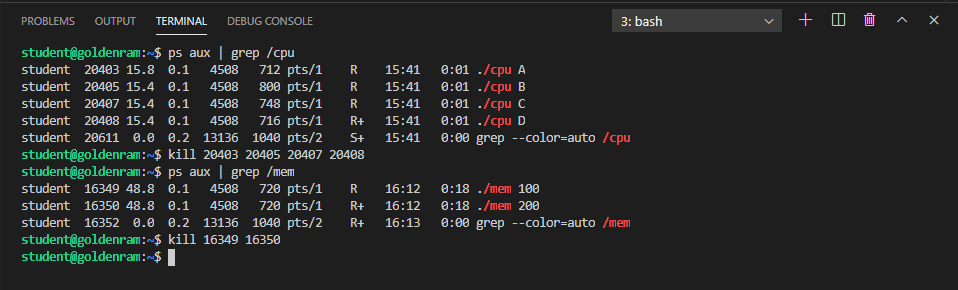 PROBLEMS OUTPUT TERMINAL DEBUG CONSOLE 3: bash
student@goldenram:~$ ps aux | grep /cpu
student  20403 15.8  0.1   4508   712 pts/1    R    15:41   0:01 ./cpu A
student  20405 15.4  0.1   4508   800 pts/1    R    15:41   0:01 ./cpu B
student  20407 15.4  0.1   4508   748 pts/1    R    15:41   0:01 ./cpu C
student  20408 15.4  0.1   4508   716 pts/1    R+   15:41   0:01 ./cpu D
student  20611  0.0  0.2  13136  1040 pts/2    S+   15:41   0:00 grep --color=auto /cpu
student@goldenram:~$ kill 20403 20405 20407 20408
student@goldenram:~$ ps aux | grep /mem
student  16349 48.8  0.1   4508   720 pts/1    R    16:12   0:18 ./mem 100
student  16350 48.8  0.1   4508   720 pts/1    R+   16:12   0:18 ./mem 200
student  16352  0.0  0.2  13136  1040 pts/2    R+   16:13   0:00 grep --color=auto /mem
student@goldenram:~$ kill 16349 16350
student@goldenram:~$